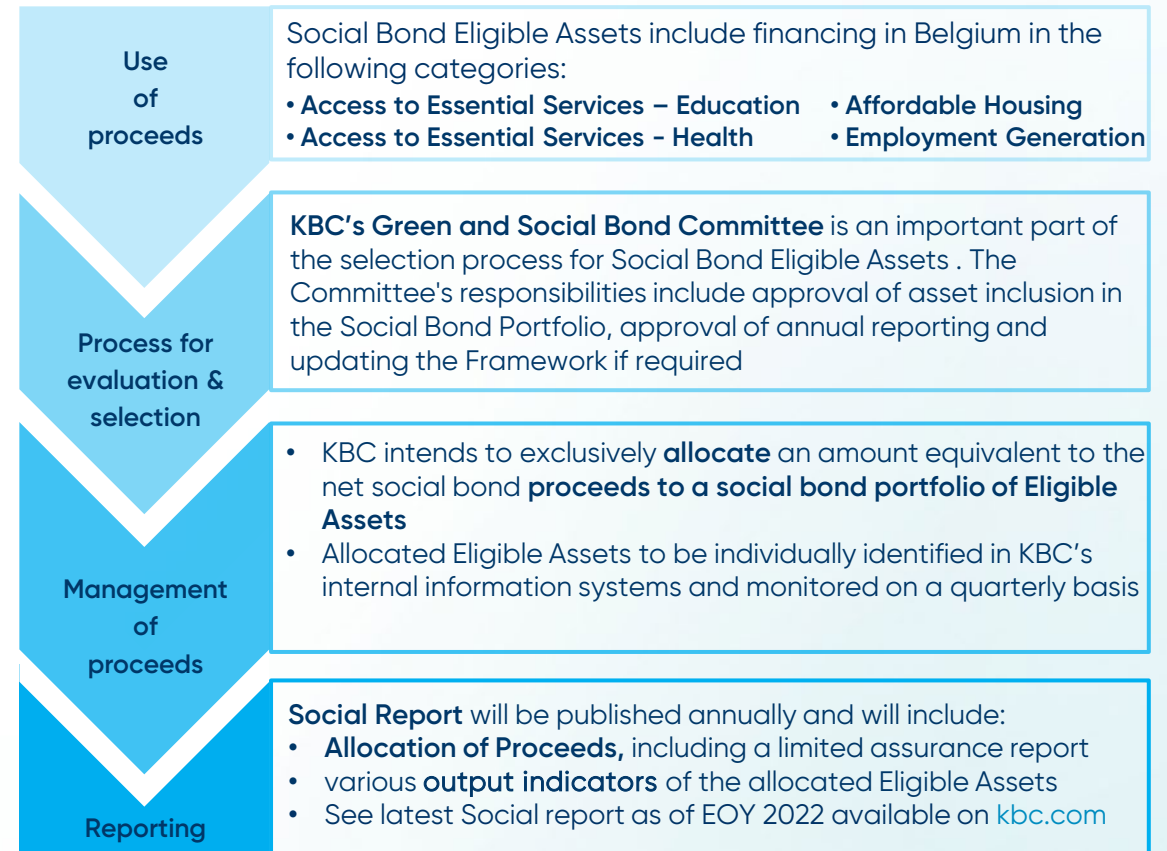 Use
of
proceeds
Social Bond Eligible Assets include financing in Belgium in the
following categories:
• Access to Essential Services – Education
• Affordable Housing
• Access to Essential Services - Health
• Employment Generation
Process for
evaluation &
selection
KBC's Green and Social Bond Committee is an important part of
the selection process for Social Bond Eligible Assets . The
Committee's responsibilities include approval of asset inclusion in
the Social Bond Portfolio, approval of annual reporting and
updating the Framework if required
Management
of
proceeds
• KBC intends to exclusively allocate an amount equivalent to the
net social bond proceeds to a social bond portfolio of Eligible
Assets
• Allocated Eligible Assets to be individually identified in KBC's
internal information systems and monitored on a quarterly basis
Reporting
Social Report will be published annually and will include:
• Allocation of Proceeds, including a limited assurance report
• various output indicators of the allocated Eligible Assets
• See latest Social report as of EOY 2022 available on kbc.com